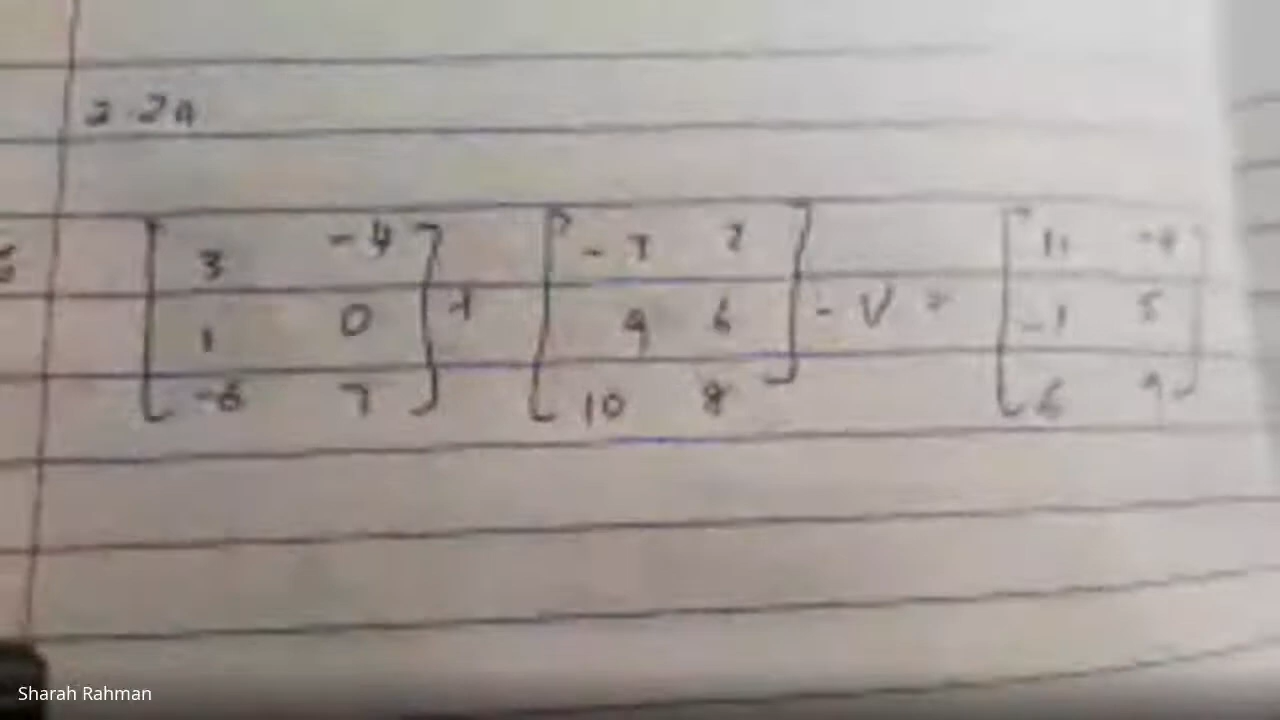 2.2a
3 -4 -7 2 11 -4
1 0 + 9 6 - V = -1 5
-6 7 10 8 6 9
Sharah Rahman